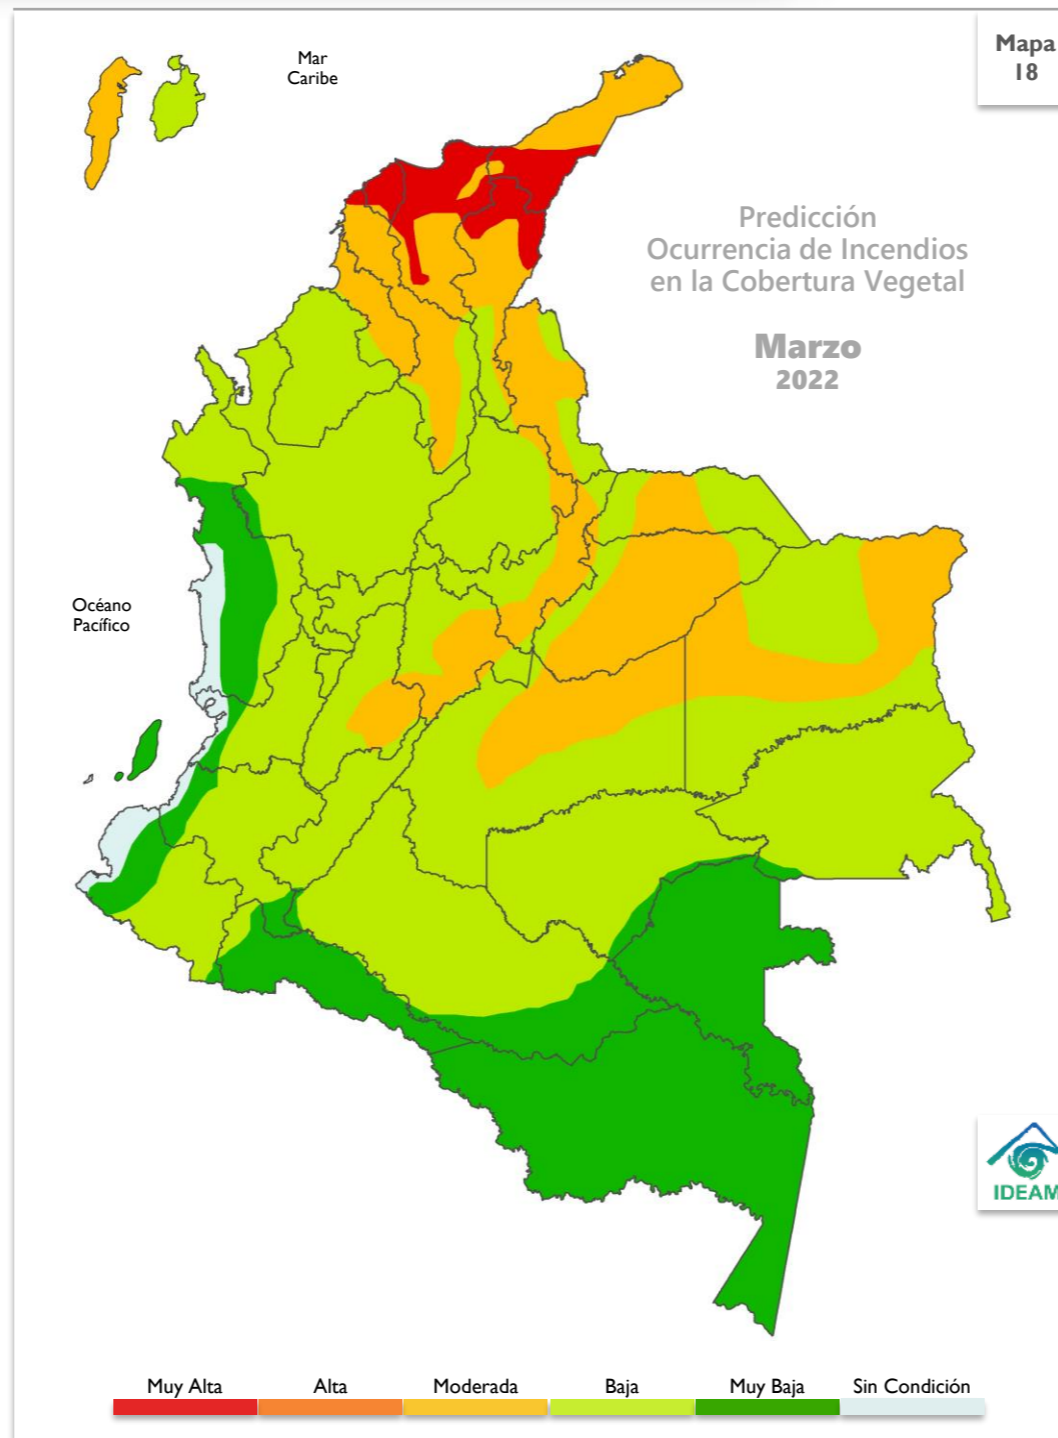 Mapa
18
Mar
Caribe
Predicción
Ocurrencia de Incendios
en la Cobertura Vegetal
Marzo
2022
Océano
Pacífico
IDEAM
Muy Alta
Alta
Moderada
Baja
Muy Baja
Sin Condición